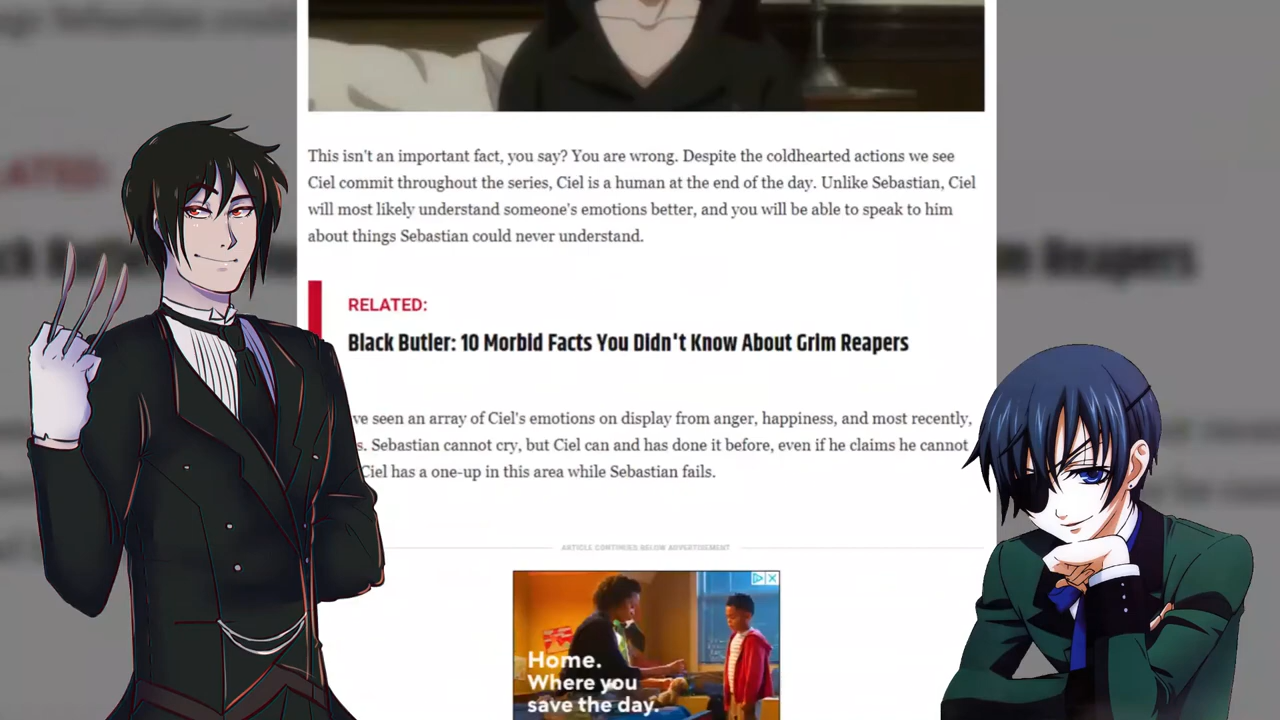 This isn't an important fact, you say? You are wrong. Despite the coldhearted actions we see
Ciel commit throughout the series, Ciel is a human at the end of the day. Unlike Sebastian, Ciel
will most likely understand someone's emotions better, and you will be able to speak to him
about things Sebastian could never understand.
RELATED:
Black Butler: 10 Morbid Facts You Didn't Know About Grim Reapers
ve seen an array of Ciel's emotions on display from anger, happiness, and most recently,
s. Sebastian cannot cry, but Ciel can and has done it before, even if he claims he cannot
Ciel has a one-up in this area while Sebastian fails.
ARTICLE CONTINUES BELOW ADVERTISEMENT
Home.
Where you
save the day.